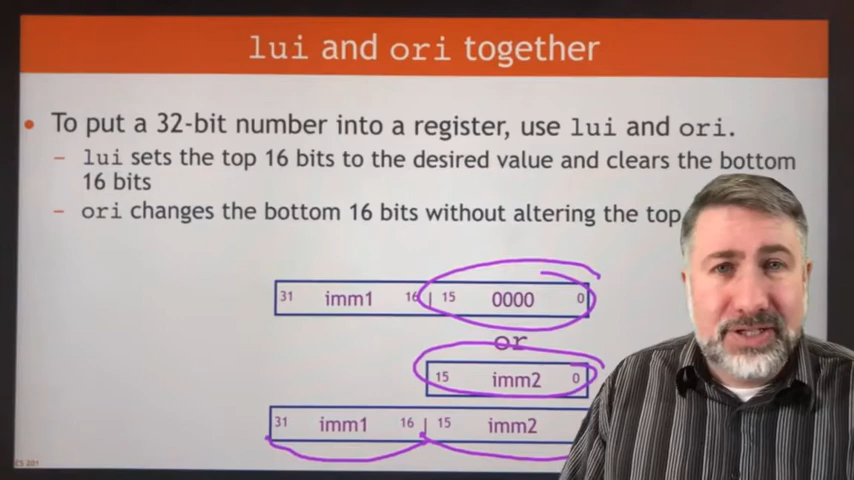 lui and ori together
• To put a 32-bit number into a register, use lui and ori.
– lui sets the top 16 bits to the desired value and clears the bottom
16 bits
– ori changes the bottom 16 bits without altering the top
31 imm1 16 15 0000 0
or
15 imm2 0
31 imm1 16 15 imm2
CS 201